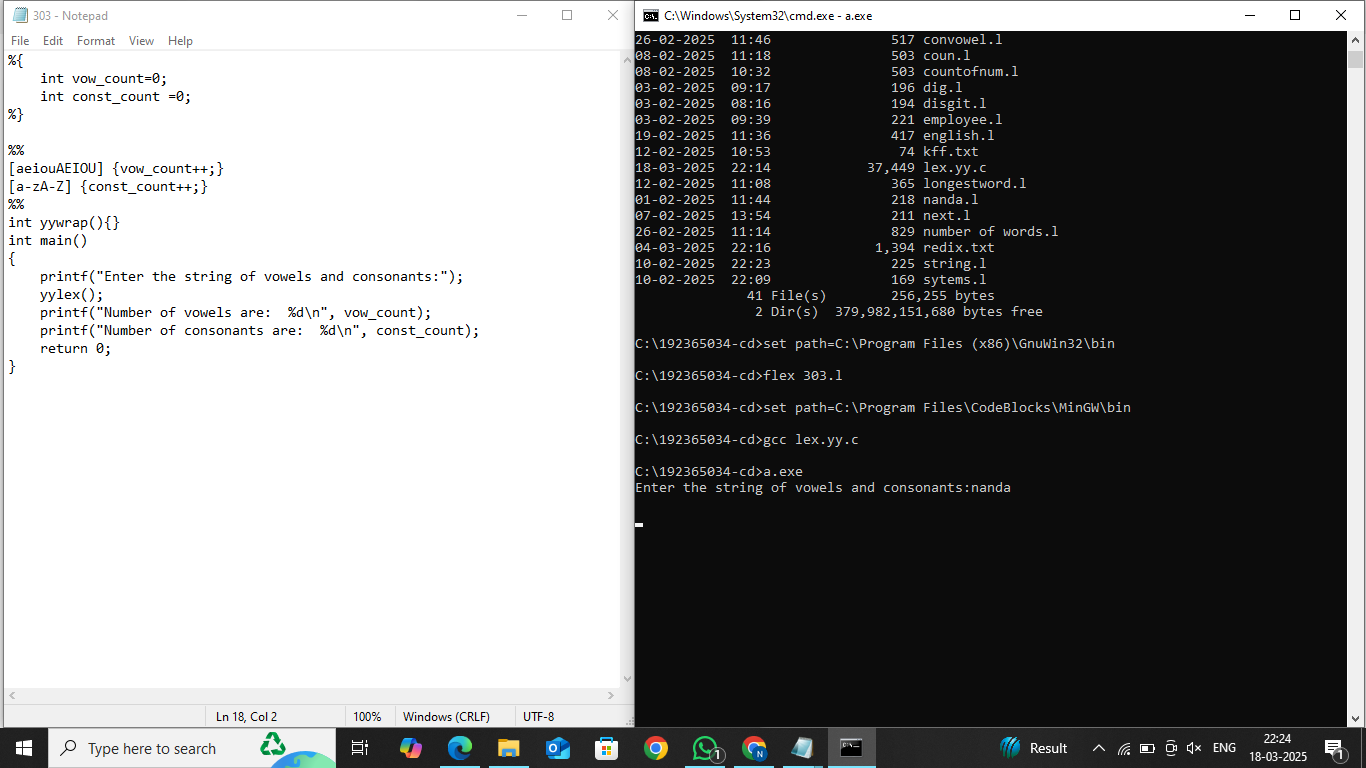 303 - Notepad
File Edit Format View Help
%{
    int vow_count=0;
    int const_count =0;
%}

%%
[aeiouAEIOU] {vow_count++;}
[a-zA-Z] {const_count++;}
%%
int yywrap(){}
int main()
{
    printf("Enter the string of vowels and consonants:");
    yylex();
    printf("Number of vowels are:  %d\n", vow_count);
    printf("Number of consonants are:  %d\n", const_count);
    return 0;
}
Ln 18, Col 2 100% Windows (CRLF) UTF-8
C:\Windows\System32\cmd.exe - a.exe
26-02-2025  11:46               517 convowel.l
08-02-2025  11:18               503 coun.l
08-02-2025  10:32               503 countofnum.l
03-02-2025  09:17               196 dig.l
03-02-2025  08:16               194 disgit.l
03-02-2025  09:39               221 employee.l
19-02-2025  11:36               417 english.l
12-02-2025  10:53                74 kff.txt
18-03-2025  22:14            37,449 lex.yy.c
12-02-2025  11:08               365 longestword.l
01-02-2025  11:44               218 nanda.l
07-02-2025  13:54               211 next.l
26-02-2025  11:14               829 number of words.l
04-03-2025  22:16             1,394 redix.txt
10-02-2025  22:23               225 string.l
10-02-2025  22:09               169 sytems.l
              41 File(s)        256,255 bytes
               2 Dir(s)  379,982,151,680 bytes free

C:\192365034-cd>set path=C:\Program Files (x86)\GnuWin32\bin

C:\192365034-cd>flex 303.l

C:\192365034-cd>set path=C:\Program Files\CodeBlocks\MinGW\bin

C:\192365034-cd>gcc lex.yy.c

C:\192365034-cd>a.exe
Enter the string of vowels and consonants:nanda
Type here to search
1
N
Result
ENG
22:24
18-03-2025
1